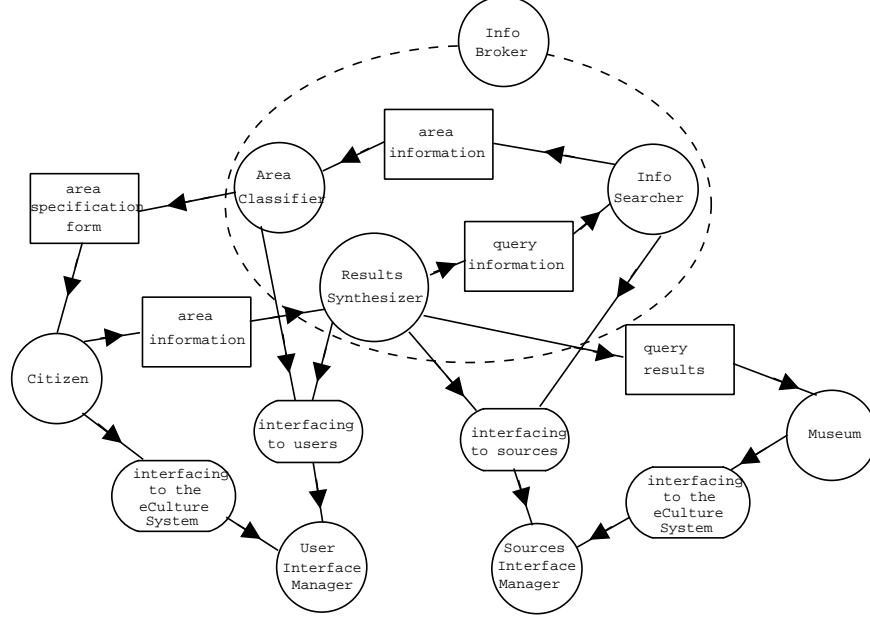 Info
Broker
area
information
Area
Classifier
Info
Searcher
area
specification
form
query
information
Results
Synthesizer
area
information
query
results
Citizen
interfacing
to users
interfacing
to sources
Museum
interfacing
to the
eCulture
System
interfacing
to the
eCulture
System
User
Interface
Manager
Sources
Interface
Manager